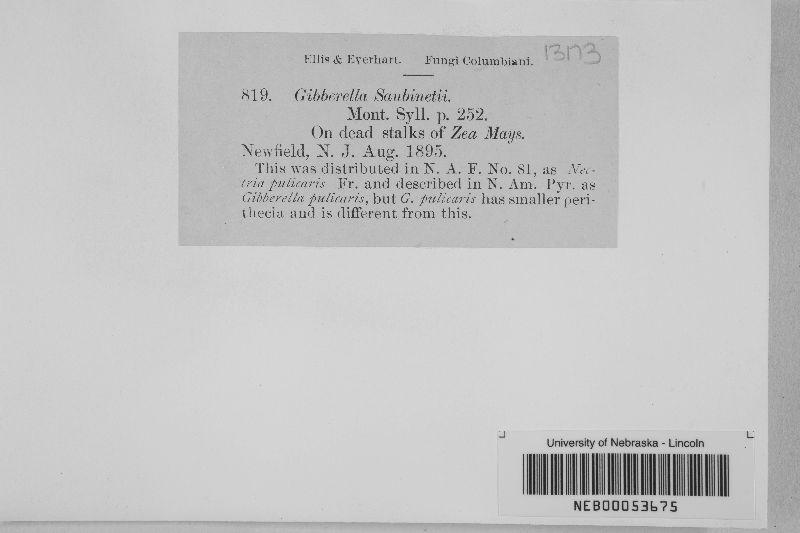 Ellis & Everhart. Fungi Columbiani. 13173
819. Gibberella Saubinetii.
Mont. Syll. p. 252.
On dead stalks of Zea Mays.
Newfield, N. J. Aug. 1895.
This was distributed in N. A. F. No. 81, as Nec-
tria pulicaris Fr. and described in N. Am. Pyr. as
Gibberella pulicaris, but G. pulicaris has smaller peri-
thecia and is different from this.
University of Nebraska - Lincoln
NEB00053675